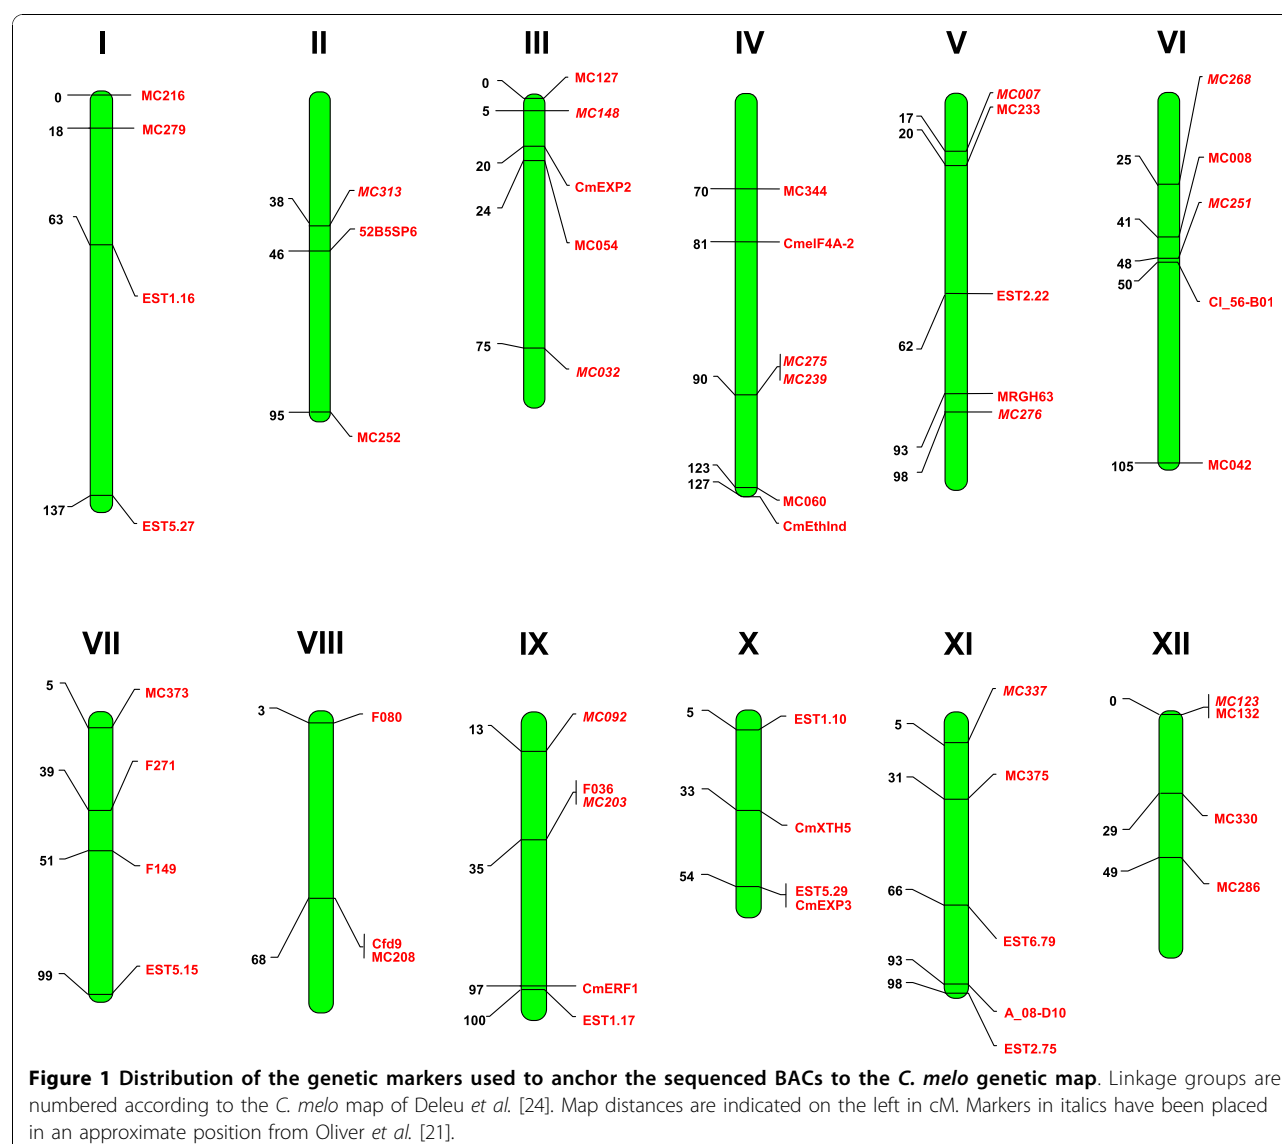 I
II
III
IV
V
VI
0
MC216
18
MC279
63
EST1.16
137
EST5.27
38
MC313
46
52B5SP6
95
MC252
0
MC127
5
MC148
20
CmEXP2
24
MC054
75
MC032
70
MC344
81
CmeIF4A-2
90
MC275
MC239
123
MC060
127
CmEthInd
17
MC007
20
MC233
62
EST2.22
93
MRGH63
98
MC276
25
MC268
41
MC008
48
MC251
50
CI_56-B01
105
MC042
VII
VIII
IX
X
XI
XII
5
MC373
39
F271
51
F149
99
EST5.15
3
F080
68
Cfd9
MC208
13
MC092
35
F036
MC203
97
CmERF1
100
EST1.17
5
EST1.10
33
CmXTH5
54
EST5.29
CmEXP3
5
MC337
31
MC375
66
EST6.79
93
A_08-D10
98
EST2.75
0
MC123
MC132
29
MC330
49
MC286
Figure 1 Distribution of the genetic markers used to anchor the sequenced BACs to the C. melo genetic map. Linkage groups are
numbered according to the C. melo map of Deleu et al. [24]. Map distances are indicated on the left in cM. Markers in italics have been placed
in an approximate position from Oliver et al. [21].